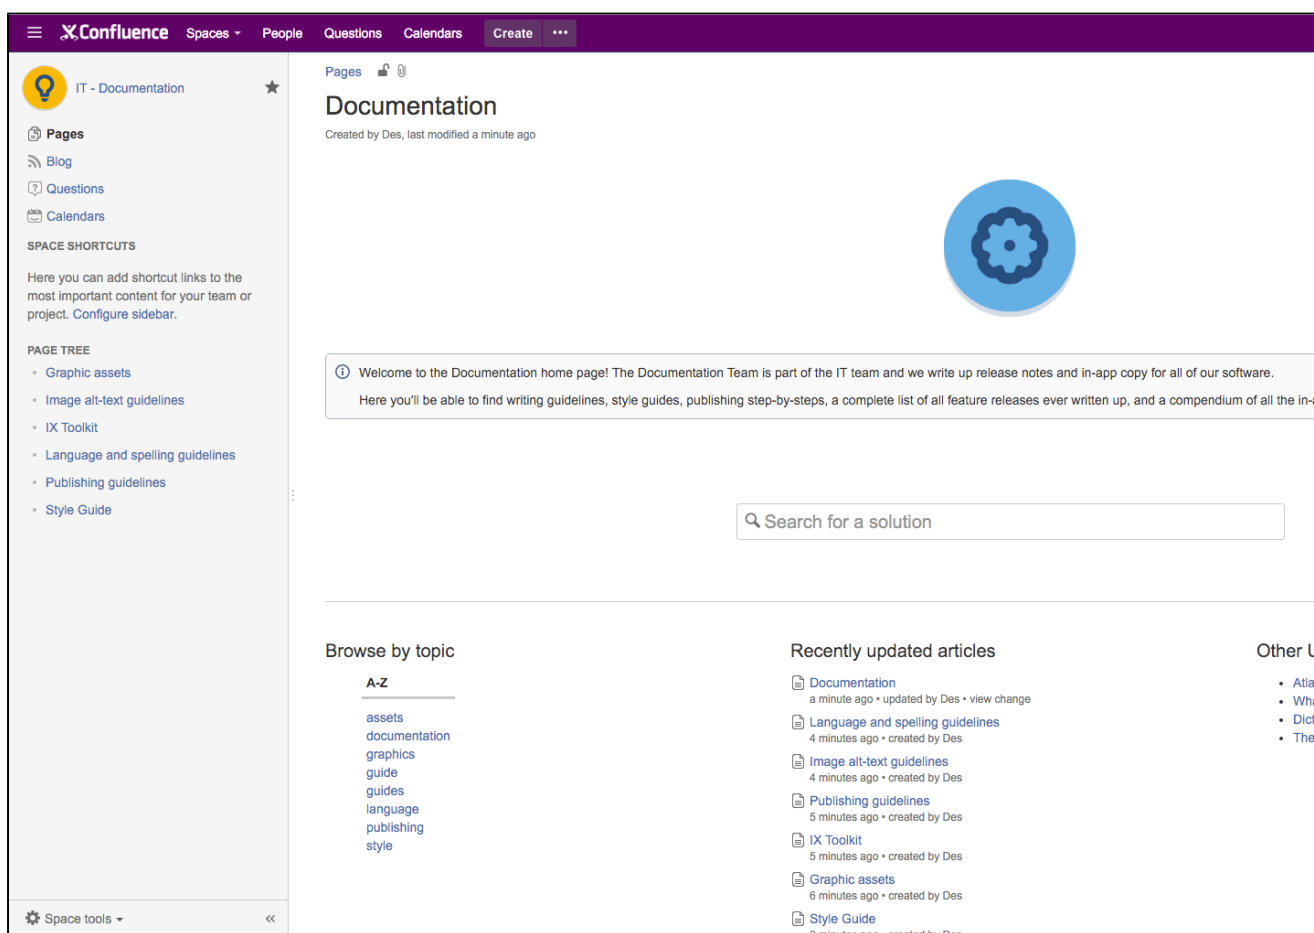 Confluence Spaces People Questions Calendars Create
IT - Documentation
Pages
Blog
Questions
Calendars
SPACE SHORTCUTS
Here you can add shortcut links to the
most important content for your team or
project. Configure sidebar.
PAGE TREE
Graphic assets
Image alt-text guidelines
IX Toolkit
Language and spelling guidelines
Publishing guidelines
Style Guide
Space tools
Pages
Documentation
Created by Des, last modified a minute ago
Welcome to the Documentation home page! The Documentation Team is part of the IT team and we write up release notes and in-app copy for all of our software.
Here you'll be able to find writing guidelines, style guides, publishing step-by-steps, a complete list of all feature releases ever written up, and a compendium of all the in-
Search for a solution
Browse by topic
A-Z
assets
documentation
graphics
guide
guides
language
publishing
style
Recently updated articles
Documentation
a minute ago • updated by Des • view change
Language and spelling guidelines
4 minutes ago • created by Des
Image alt-text guidelines
4 minutes ago • created by Des
Publishing guidelines
5 minutes ago • created by Des
IX Toolkit
5 minutes ago • created by Des
Graphic assets
6 minutes ago • created by Des
Style Guide
Other
The